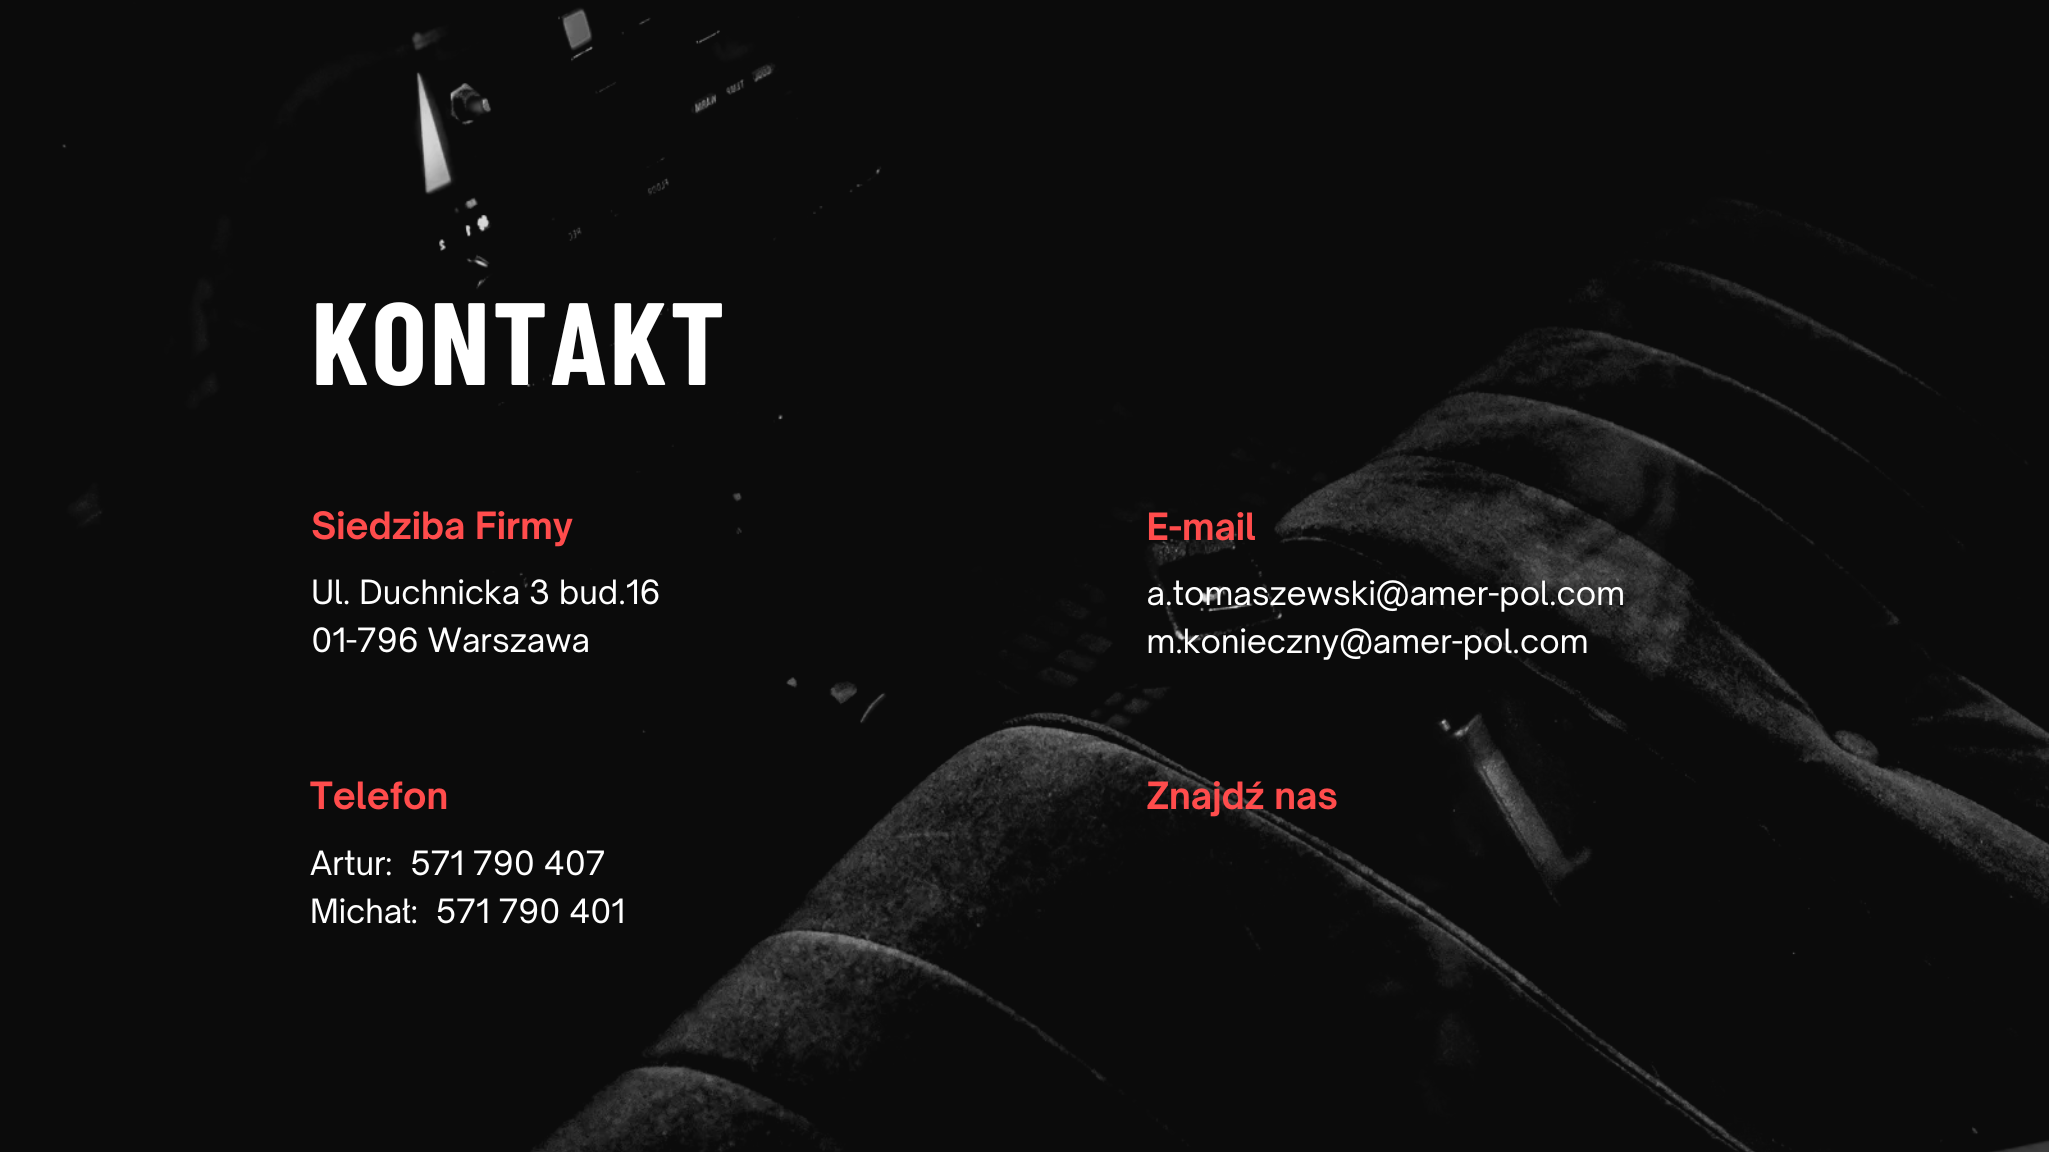 KONTAKT
Siedziba Firmy
Ul. Duchnicka 3 bud.16
01-796 Warszawa
E-mail
a.tomaszewski@amer-pol.com
m.konieczny@amer-pol.com
Telefon
Artur: 571 790 407
Michał: 571 790 401
Znajdź nas